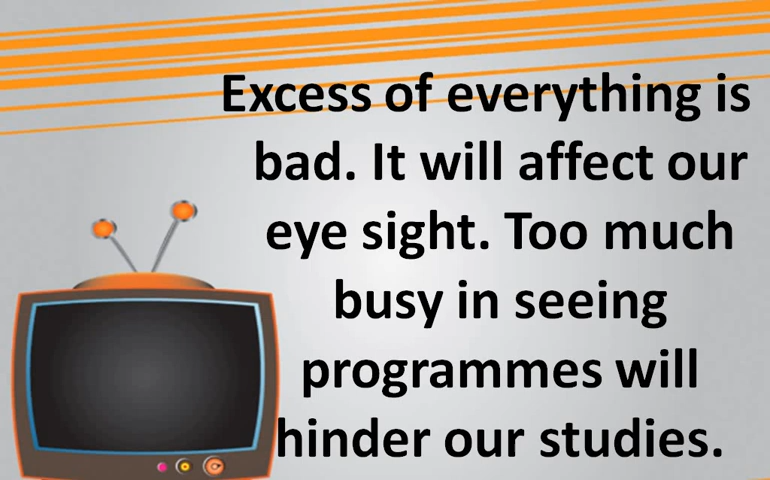 Excess of everything is
bad. It will affect our
eye sight. Too much
busy in seeing
programmes will
hinder our studies.